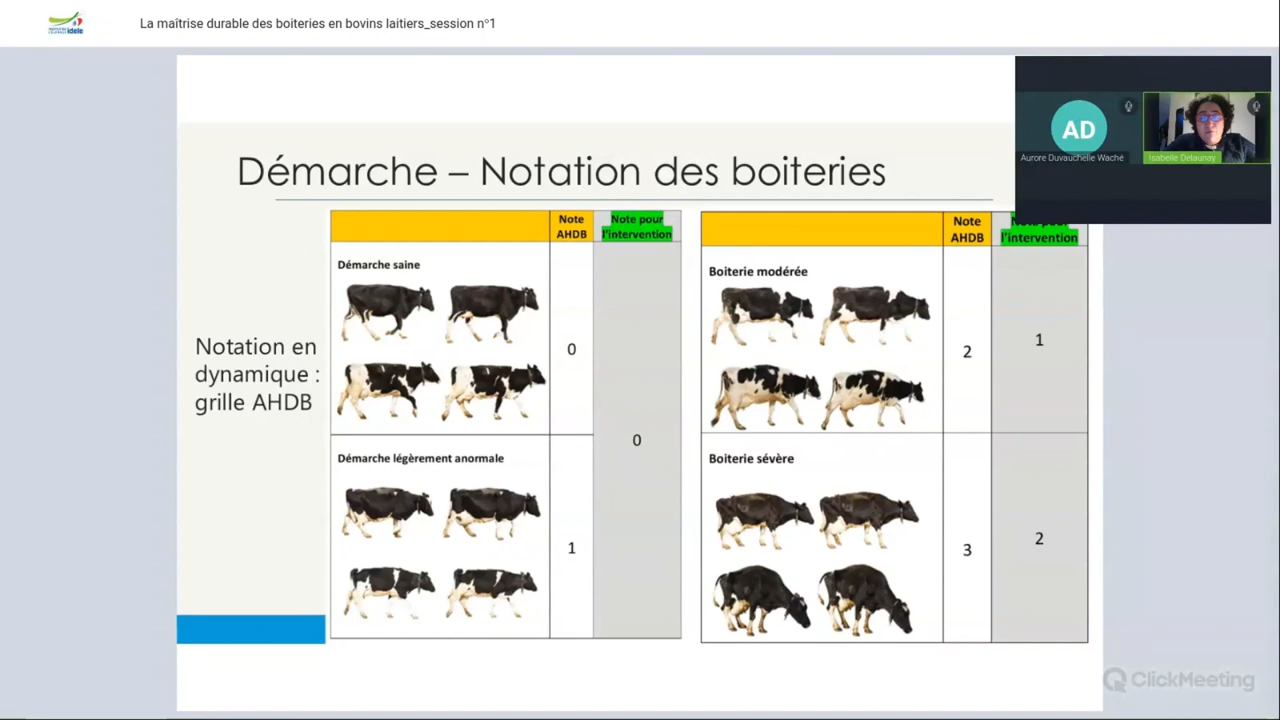 idele
La maîtrise durable des boiteries en bovins laitiers_session n°1
AD
Aurore Duvauchelle Waché
Isabelle Delaunay
Démarche – Notation des boiteries
Notation en
dynamique :
grille AHDB
Note
AHDB
Note pour
l'intervention
Démarche saine
0
0
Démarche légèrement anormale
1
Note
AHDB
l'intervention
Boiterie modérée
2
1
Boiterie sévère
3
2
ClickMeeting